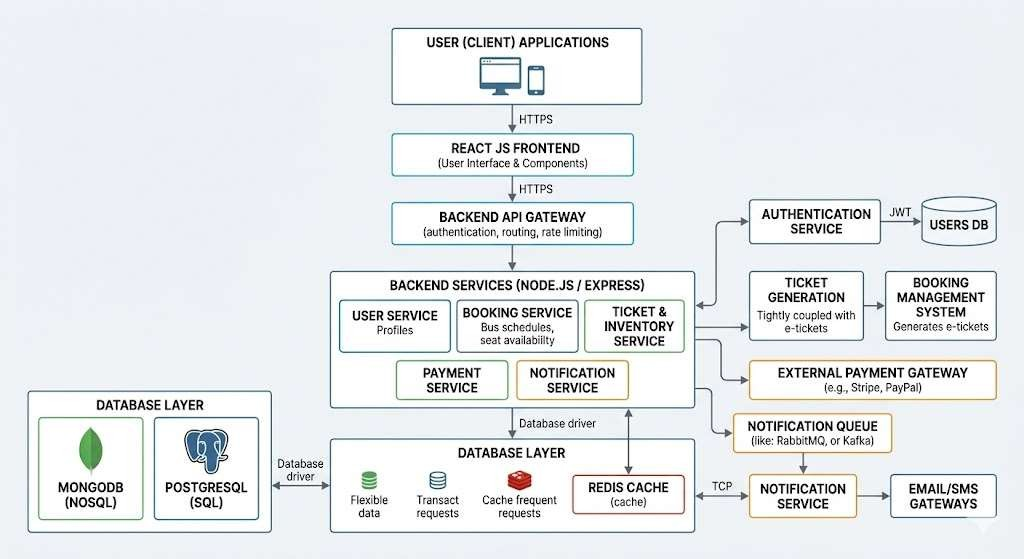 USER (CLIENT) APPLICATIONS
HTTPS
REACT JS FRONTEND
(User Interface & Components)
HTTPS
BACKEND API GATEWAY
(authentication, routing, rate limiting)
AUTHENTICATION
SERVICE
JWT
USERS DB
BACKEND SERVICES (NODE.JS / EXPRESS)
USER SERVICE
Profiles
BOOKING SERVICE
Bus schedules,
seat availability
TICKET &
INVENTORY
SERVICE
PAYMENT
SERVICE
NOTIFICATION
SERVICE
TICKET
GENERATION
Tightly coupled with
e-tickets
BOOKING
MANAGEMENT
SYSTEM
Generates e-tickets
EXTERNAL PAYMENT GATEWAY
(e.g., Stripe, PayPal)
NOTIFICATION QUEUE
(like: RabbitMQ, or Kafka)
DATABASE LAYER
MONGODB
(NOSQL)
POSTGRESQL
(SQL)
Database
driver
Database driver
DATABASE LAYER
Flexible
data
Transact
requests
Cache frequent
requests
REDIS CACHE
(cache)
TCP
NOTIFICATION
SERVICE
EMAIL/SMS
GATEWAYS